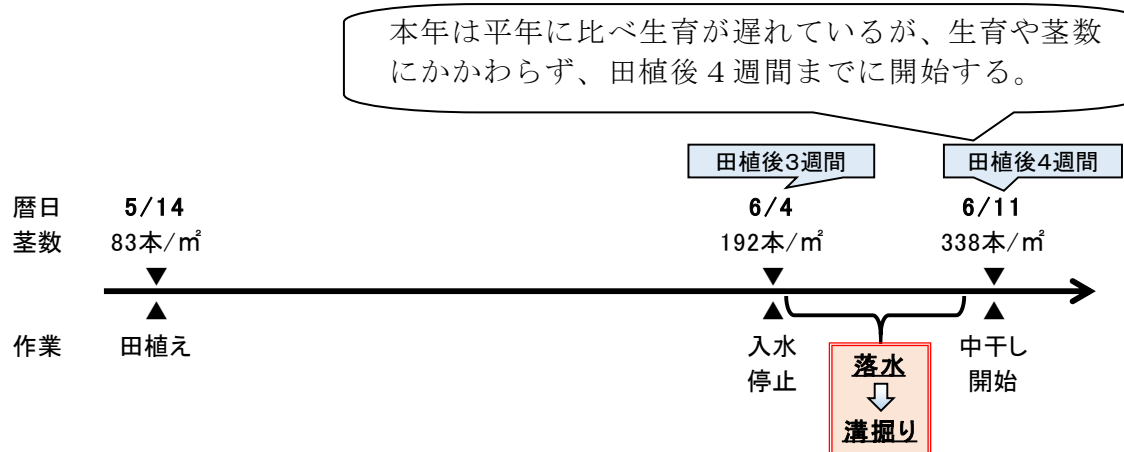 本年は平年に比べ生育が遅れているが、生育や茎数
にかかわらず、田植後４週間までに開始する。
田植後3週間 田植後4週間
暦日 5/14 6/4 6/11
茎数 83本/㎡ 192本/㎡ 338本/㎡
作業 田植え 入水 中干し
停止 開始
落水
溝掘り